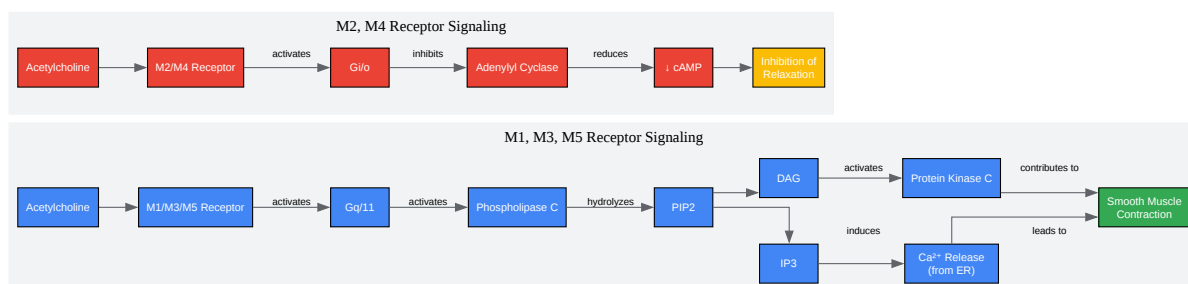 M2, M4 Receptor Signaling
Acetylcholine
M2/M4 Receptor
activates
Gi/o
inhibits
Adenylyl Cyclase
reduces
↓ cAMP
Inhibition of
Relaxation
M1, M3, M5 Receptor Signaling
Acetylcholine
M1/M3/M5 Receptor
activates
Gq/11
activates
Phospholipase C
hydrolyzes
PIP2
DAG
activates
Protein Kinase C
contributes to
IP3
induces
Ca²⁺ Release
(from ER)
leads to
Smooth Muscle
Contraction